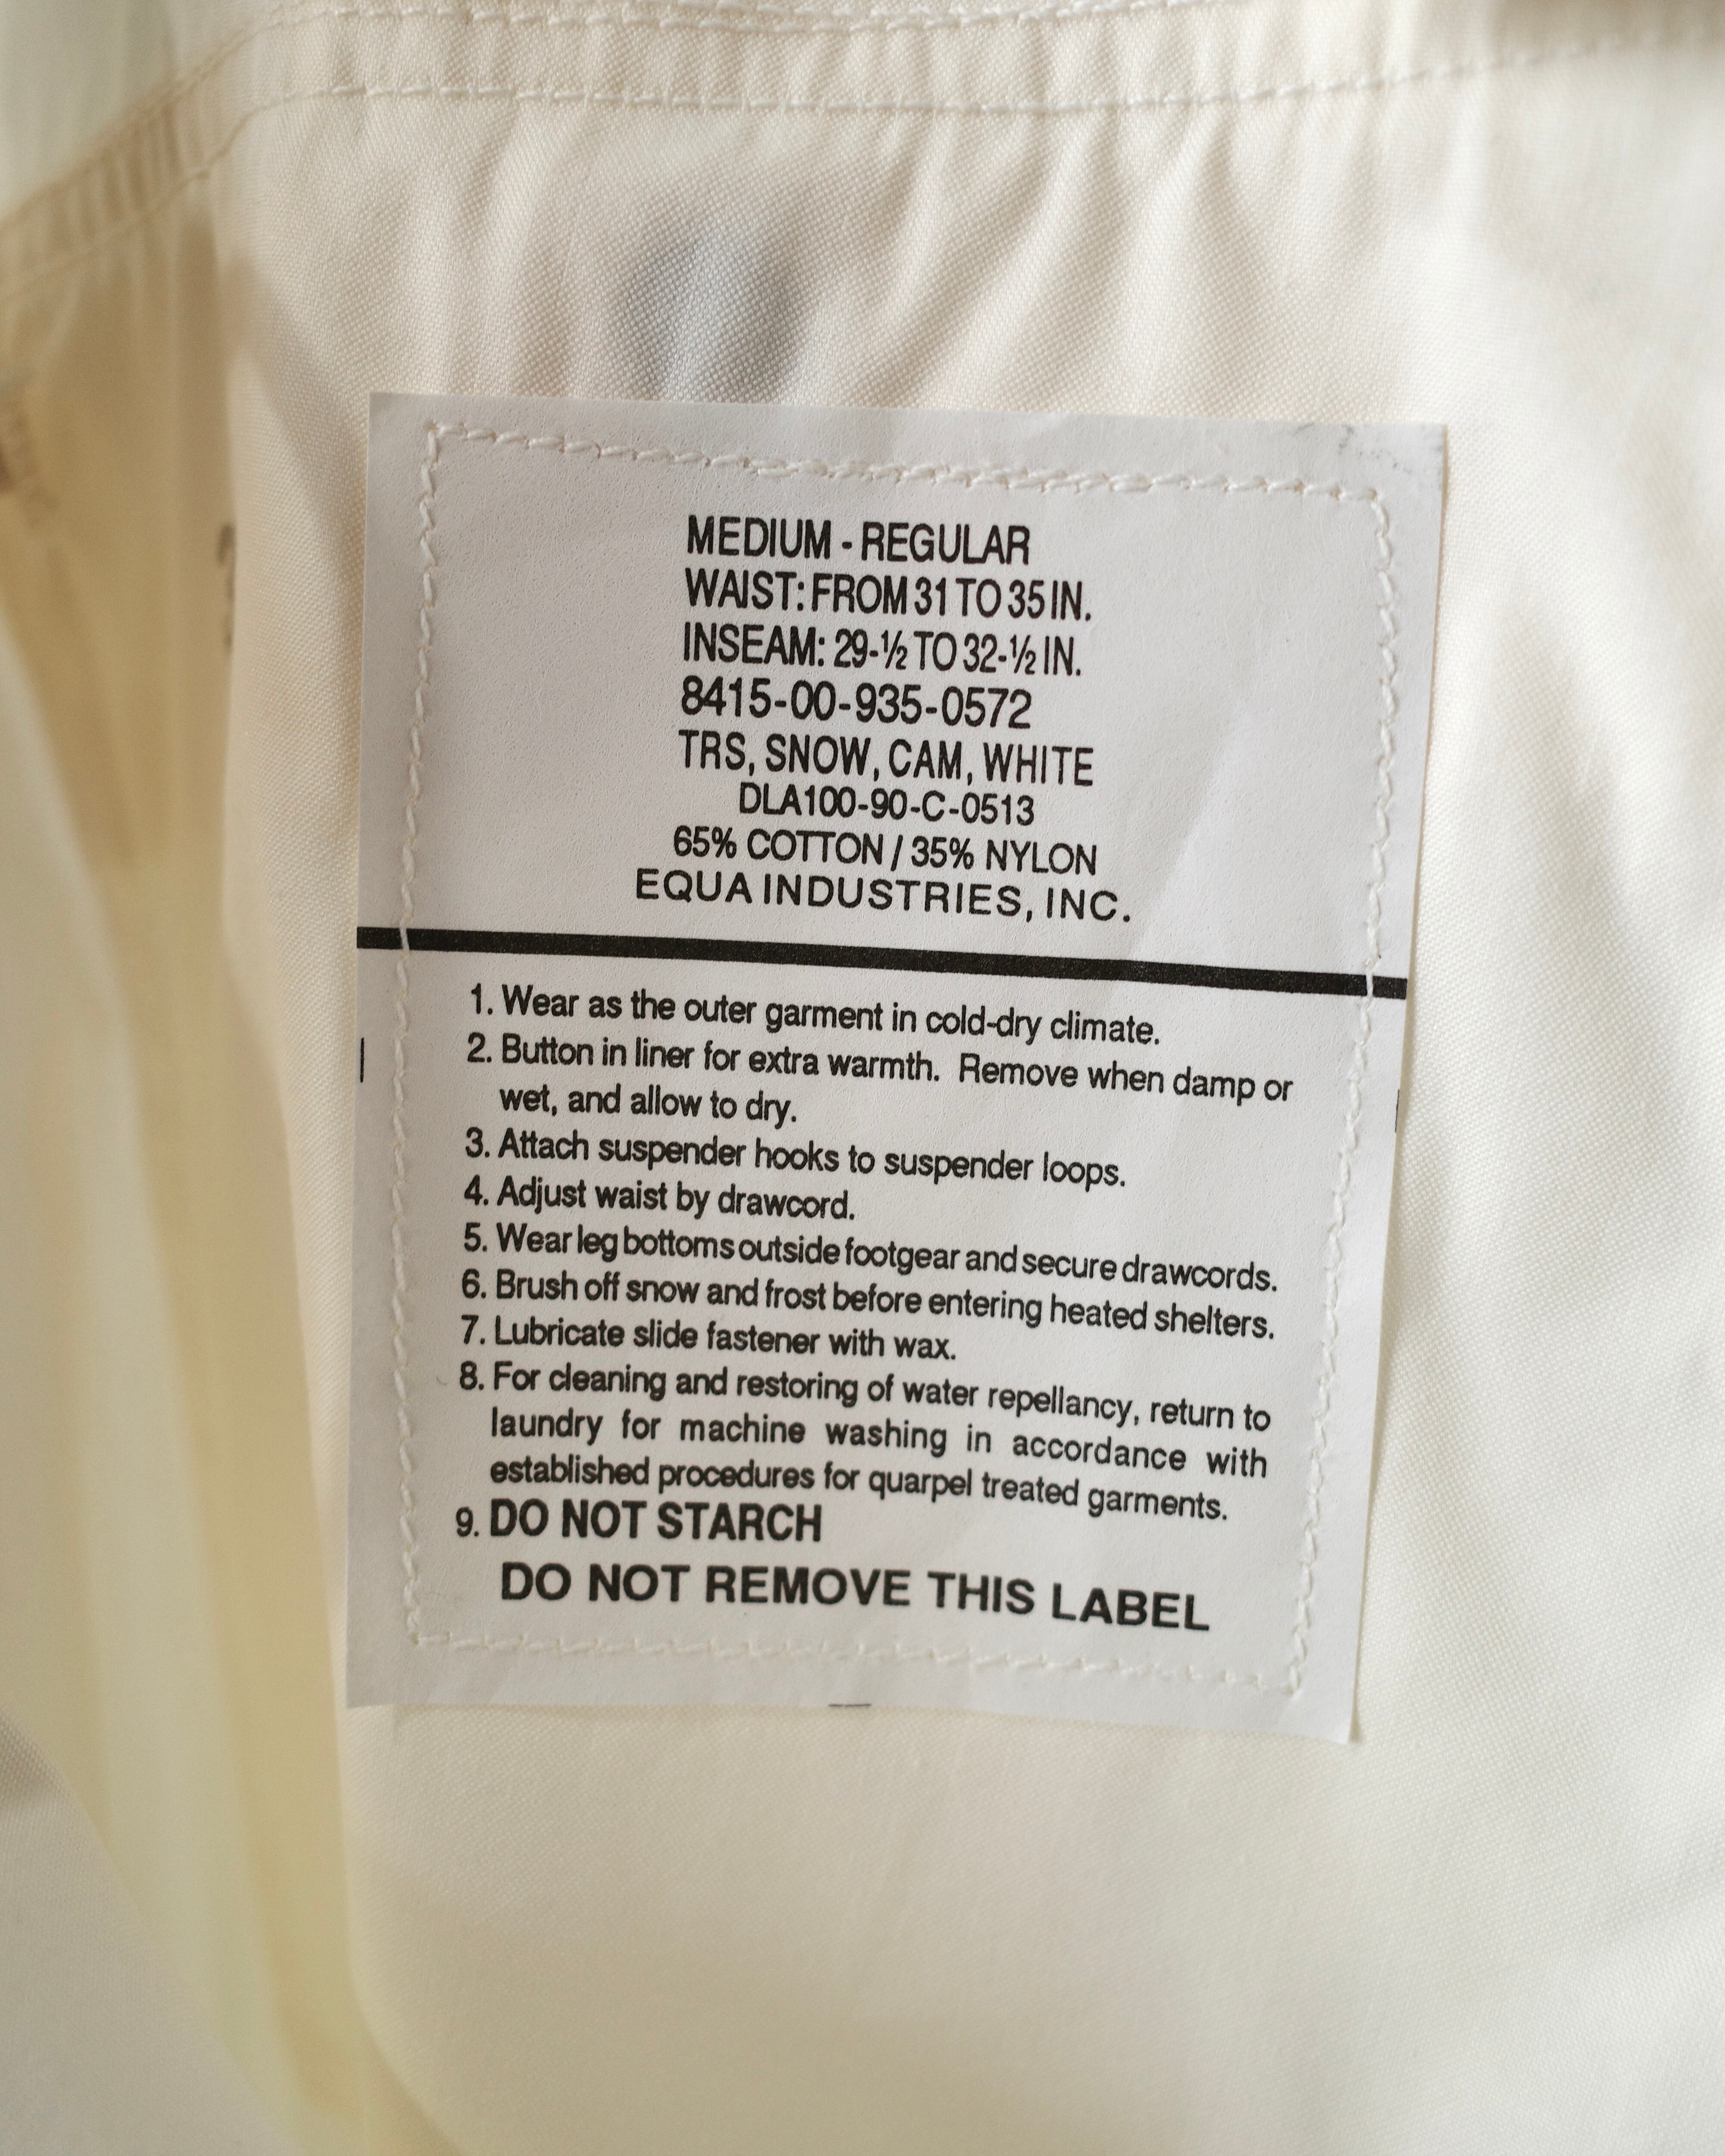 MEDIUM - REGULAR
WAIST: FROM 31 TO 35 IN.
INSEAM: 29-½ TO 32-½ IN.
8415-00-935-0572
TRS, SNOW, CAM, WHITE
DLA100-90-C-0513
65% COTTON / 35% NYLON
EQUA INDUSTRIES, INC.
1. Wear as the outer garment in cold-dry climate.
2. Button in liner for extra warmth. Remove when damp or
wet, and allow to dry.
3. Attach suspender hooks to suspender loops.
4. Adjust waist by drawcord.
5. Wear leg bottoms outside footgear and secure drawcords.
6. Brush off snow and frost before entering heated shelters.
7. Lubricate slide fastener with wax.
8. For cleaning and restoring of water repellancy, return to
laundry for machine washing in accordance with
established procedures for quarpel treated garments.
9. DO NOT STARCH
DO NOT REMOVE THIS LABEL